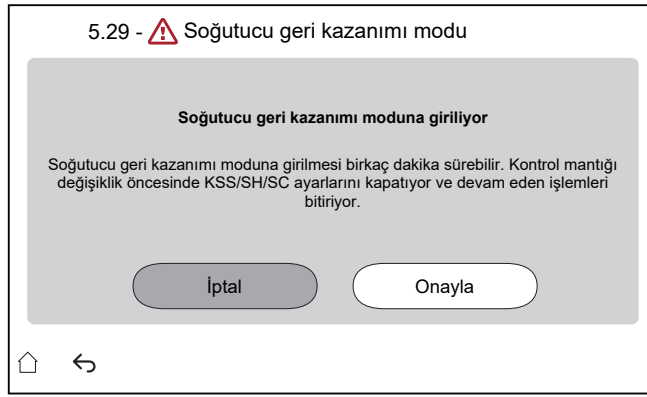 5.29 - Soğutucu geri kazanımı modu
Soğutucu geri kazanımı moduna giriliyor
Soğutucu geri kazanımı moduna girilmesi birkaç dakika sürebilir. Kontrol mantığı
değişiklik öncesinde KSS/SH/SC ayarlarını kapatıyor ve devam eden işlemleri
bitiriyor.
İptal
Onayla